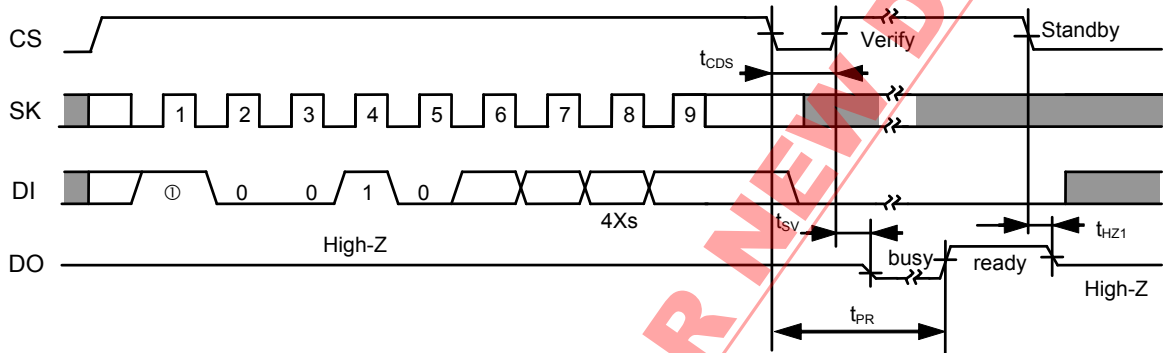 CS
Verify
Standby
tCDS
SK
1 2 3 4 5 6 7 8 9
DI
① 0 0 1 0
4Xs
tSV
tHZ1
High-Z
DO
busy
ready
High-Z
tPR
R NEW D